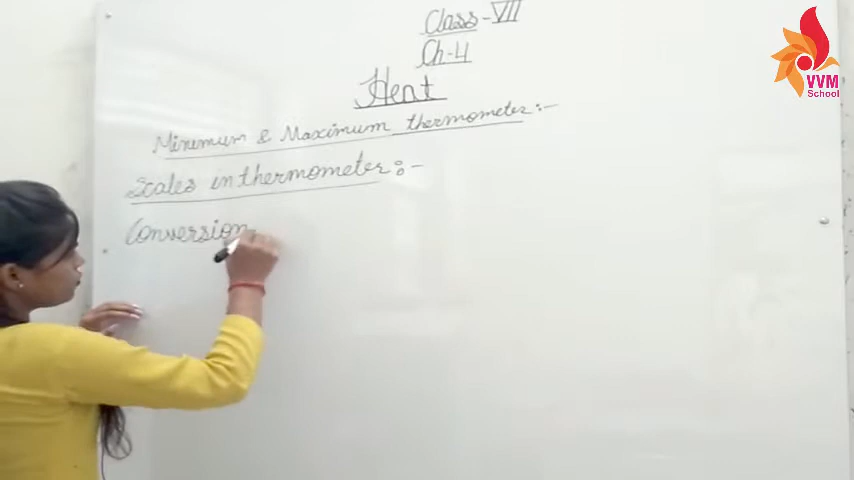 Class-VII
Ch-4
Heat
Minimum & Maximum thermometer:-
Scales in thermometer:-
Conversion
VVM
School